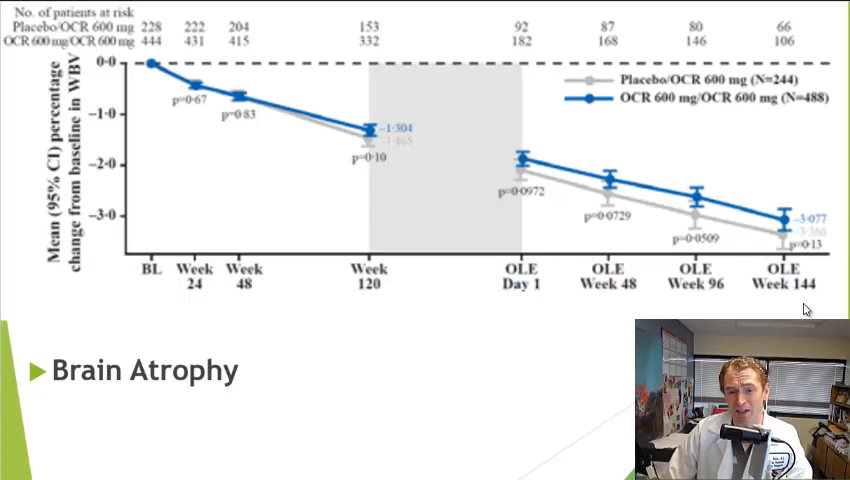 No. of patients at risk
Placebo/OCR 600 mg 228 222 204 153 92 87 80 66
OCR 600 mg/OCR 600 mg 444 431 415 332 182 168 146 106
Mean (95% CI) percentage
change from baseline in WBV
0·0
–1·0
–2·0
–3·0
Placebo/OCR 600 mg (N=244)
OCR 600 mg/OCR 600 mg (N=488)
p=0·67
p=0·83
–1·304
–1·465
p=0·10
p=0·0972
p=0·0729
p=0·0509
–3·077
–3·366
p=0·13
BL Week 24 Week 48 Week 120 OLE Day 1 OLE Week 48 OLE Week 96 OLE Week 144
Brain Atrophy